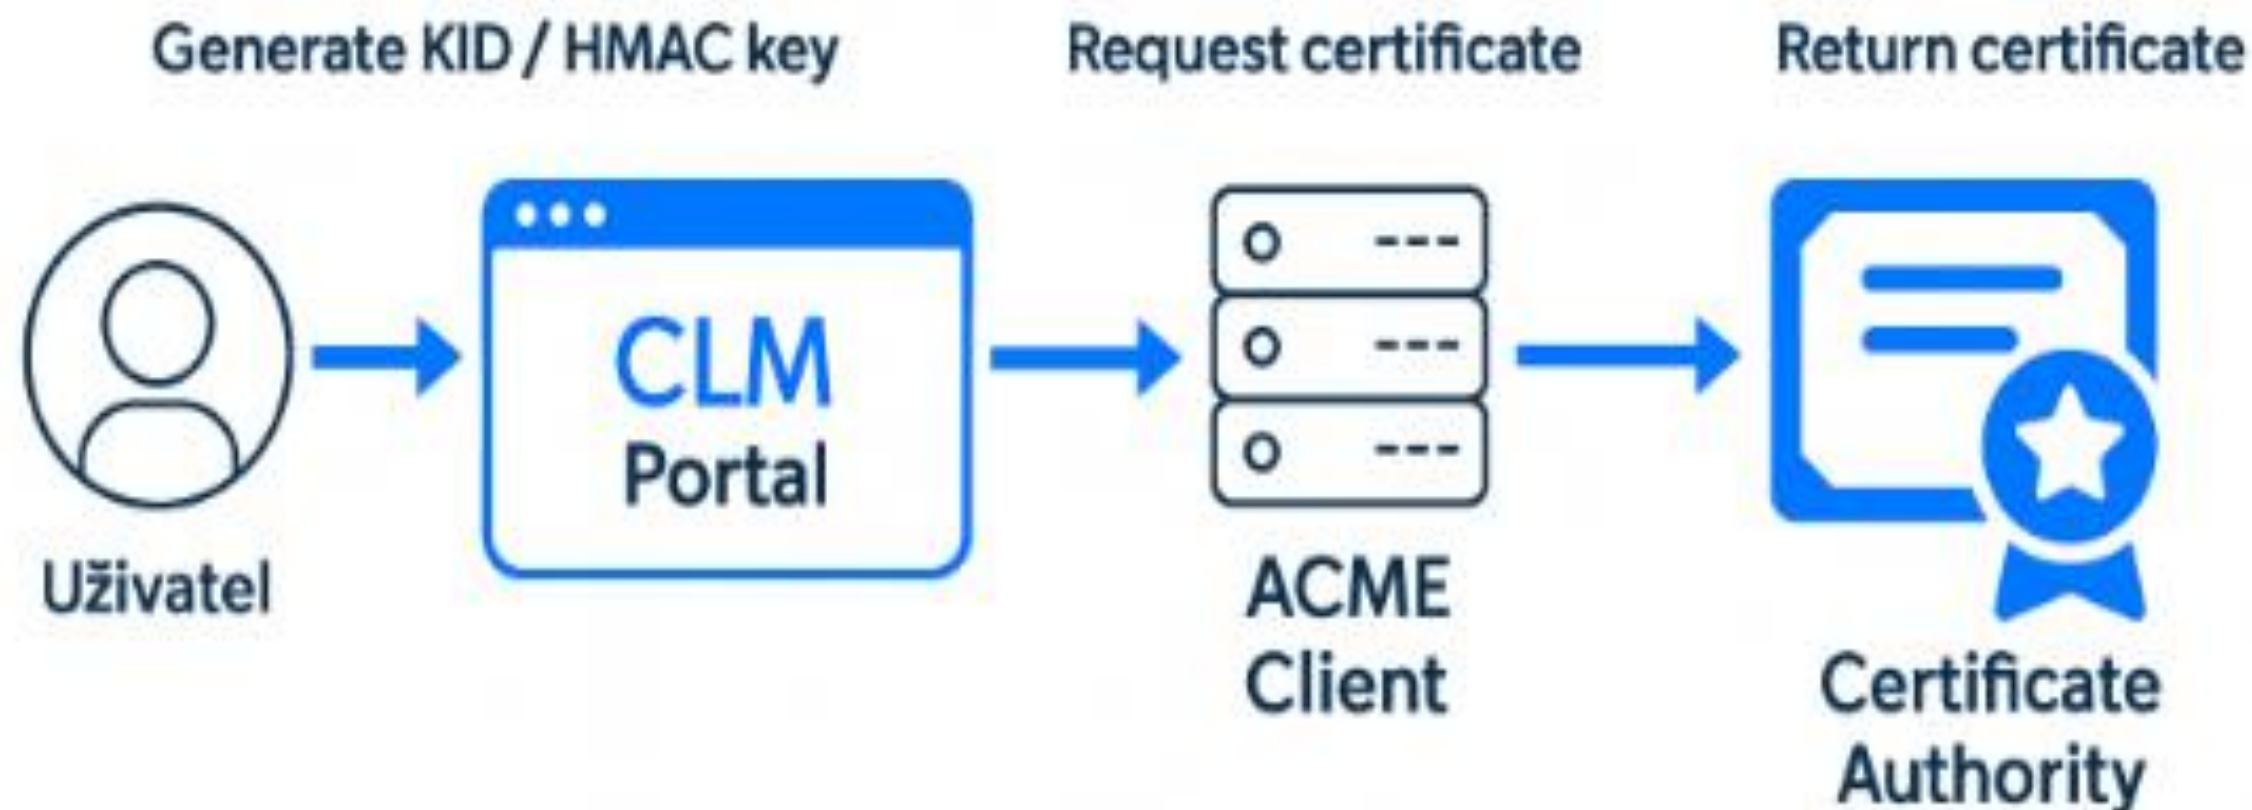 Generate KID / HMAC key
Request certificate
Return certificate
CLM
Portal
Uživatel
ACME
Client
Certificate
Authority